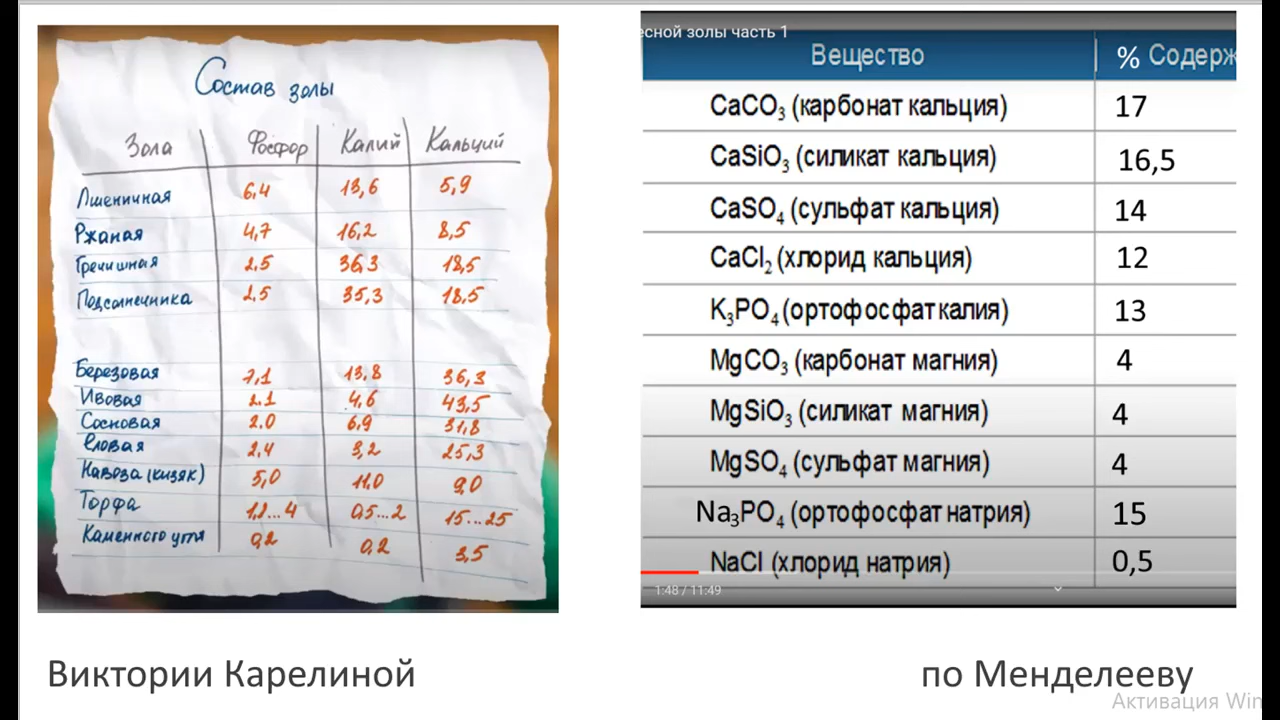 Состав золы
Зола Фосфор Калий Кальций
Пшеничная 6,4 13,6 5,9
Ржаная 4,7 16,2 8,5
Гречишная 2,5 36,3 18,5
Подсолнечника 2,5 35,3 18,5
Березовая 7,1 13,8 36,3
Ивовая 2.1 4,6 43,5
Сосновая 2.0 6,9 31,8
Еловая 2,4 3,2 25,3
Навоза (кизяк) 5,0 11,0 9,0
Торфа 1,2...4 0,5...2 15...25
Каменного угля 0,2 0,2 3,5
Виктории Карелиной
есной золы часть 1
Вещество % Содерж
CaCO₃ (карбонат кальция) 17
CaSiO₃ (силикат кальция) 16,5
CaSO₄ (сульфат кальция) 14
CaCl₂ (хлорид кальция) 12
K₃PO₄ (ортофосфат калия) 13
MgCO₃ (карбонат магния) 4
MgSiO₃ (силикат магния) 4
MgSO₄ (сульфат магния) 4
Na₃PO₄ (ортофосфат натрия) 15
NaCl (хлорид натрия) 0,5
1:48 / 11:49
по Менделееву
Активация Win